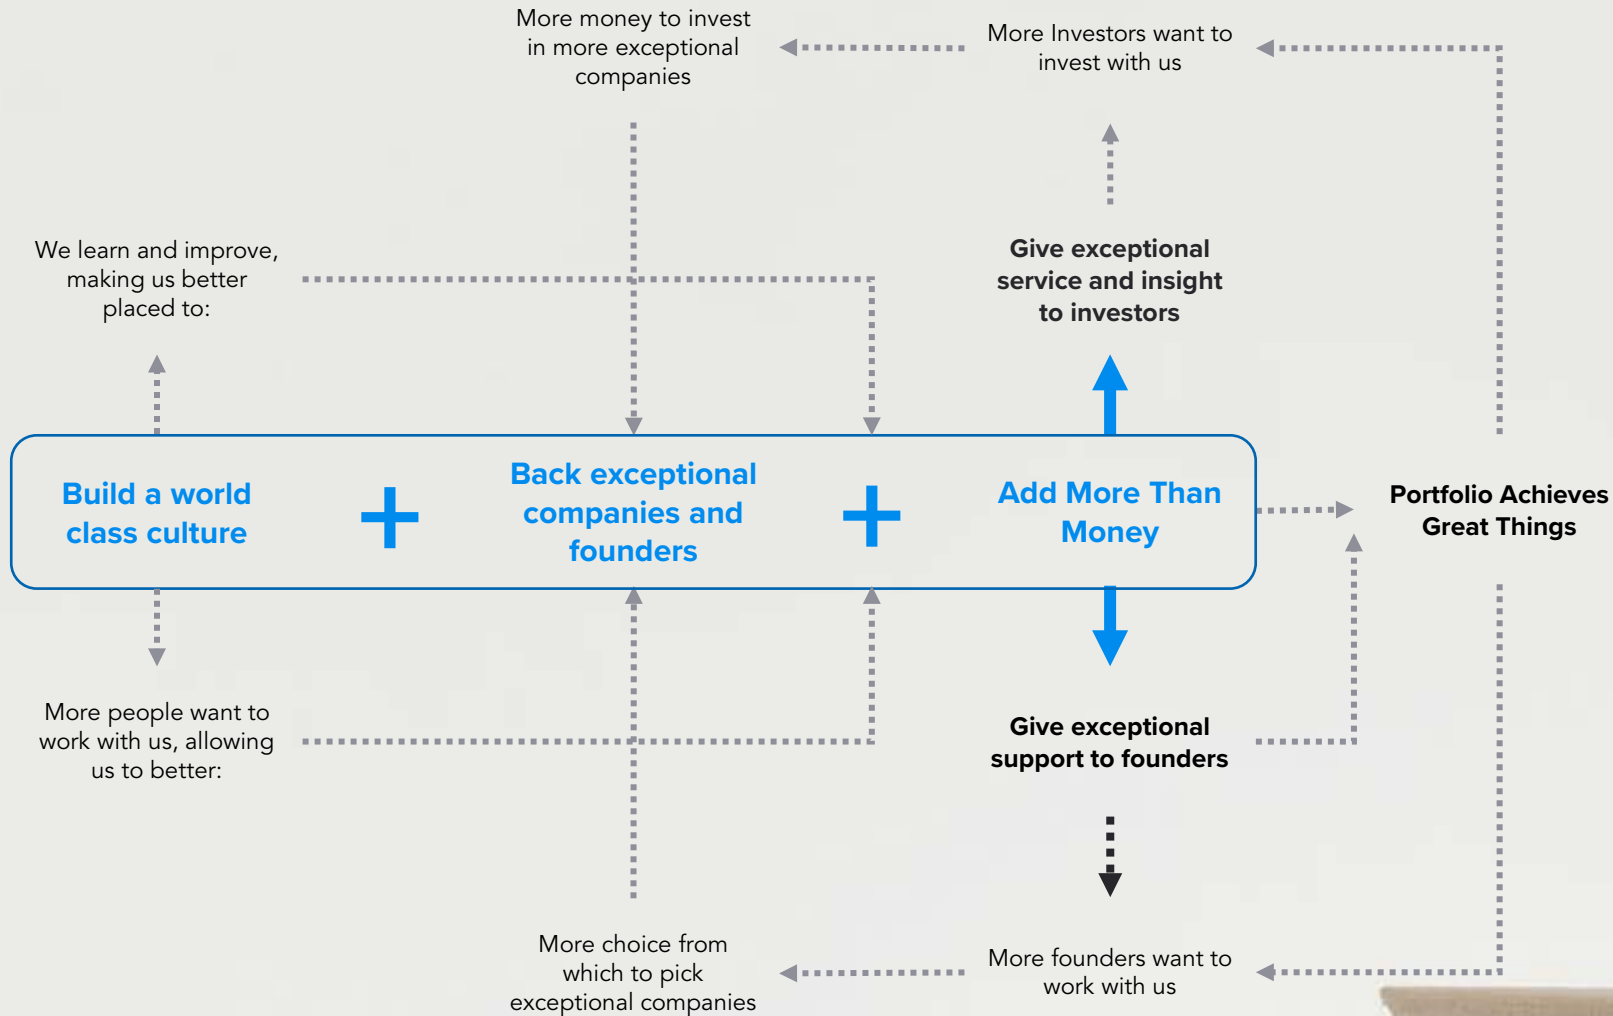 More money to invest
in more exceptional
companies
More Investors want to
invest with us
We learn and improve,
making us better
placed to:
Give exceptional
service and insight
to investors
Build a world
class culture
+
Back exceptional
companies and
founders
+
Add More Than
Money
Portfolio Achieves
Great Things
More people want to
work with us, allowing
us to better:
Give exceptional
support to founders
More choice from
which to pick
exceptional companies
More founders want to
work with us